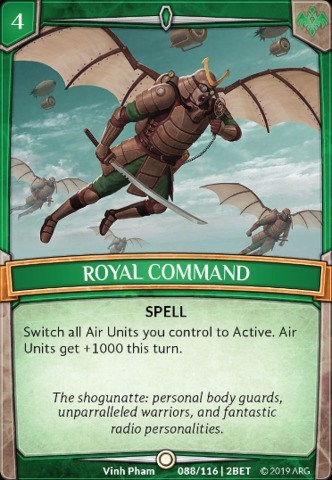 4
ROYAL COMMAND
SPELL
Switch all Air Units you control to Active. Air
Units get +1000 this turn.
The shogunatte: personal body guards,
unparralleled warriors, and fantastic
radio personalities.
Vinh Pham 088/116 | 2BET © 2019 ARG